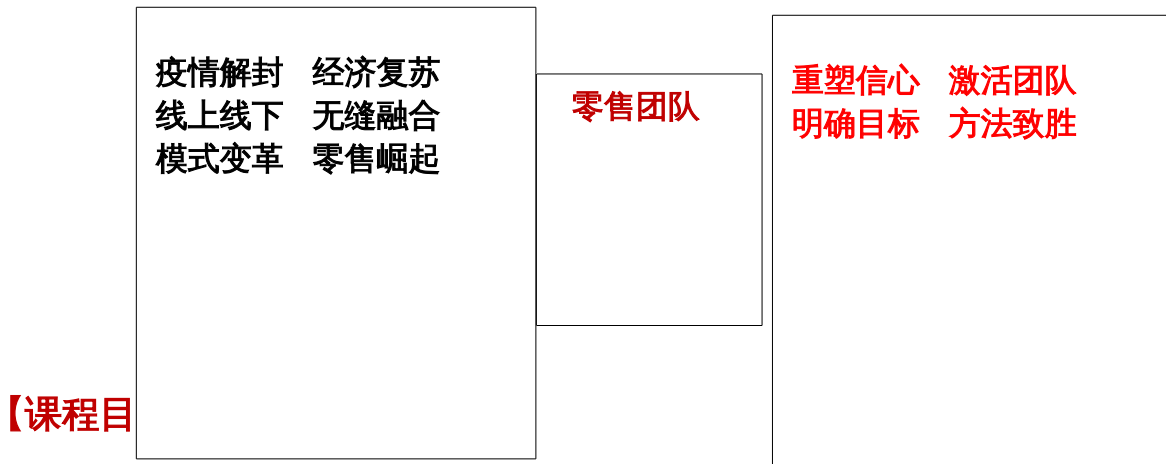 疫情解封 经济复苏
线上线下 无缝融合
模式变革 零售崛起
零售团队
重塑信心 激活团队
明确目标 方法致胜
【课程目